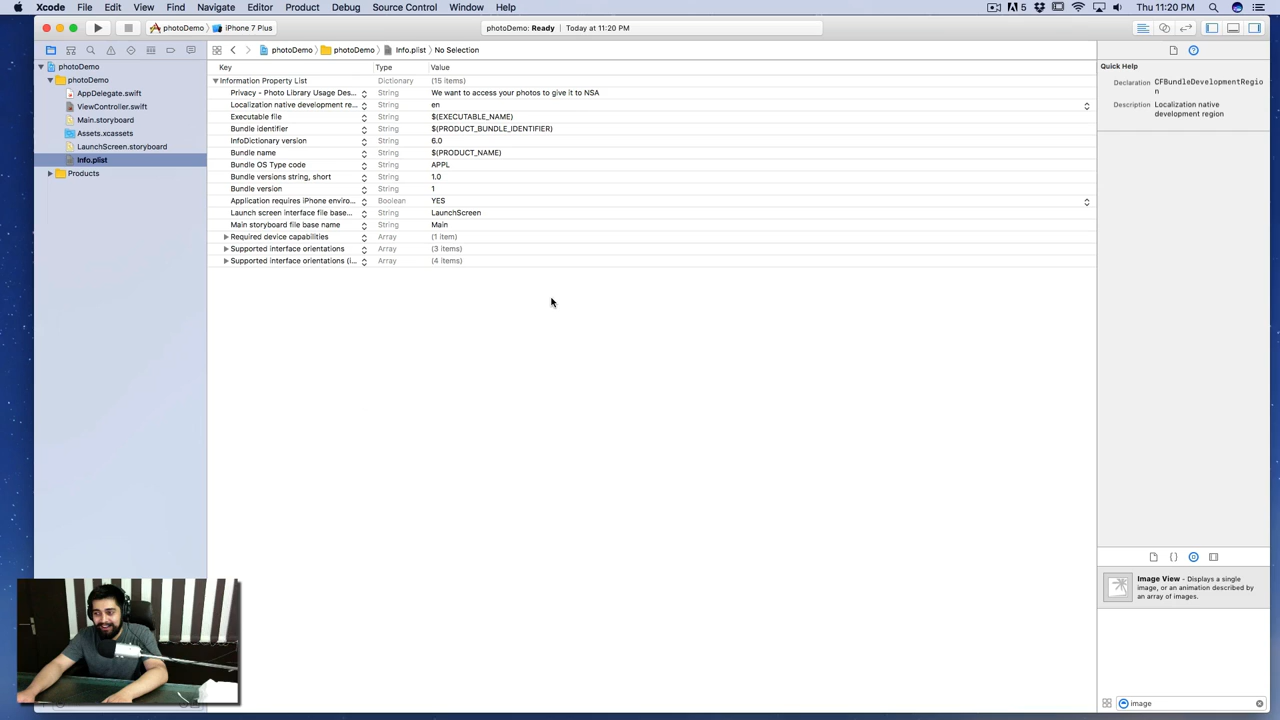 Xcode File Edit View Find Navigate Editor Product Debug Source Control Window Help 5 Thu 11:20 PM
photoDemo iPhone 7 Plus photoDemo: Ready Today at 11:20 PM
photoDemo photoDemo Info.plist No Selection
photoDemo
photoDemo
AppDelegate.swift
ViewController.swift
Main.storyboard
Assets.xcassets
LaunchScreen.storyboard
Info.plist
Products
Key Type Value
Information Property List Dictionary (15 items)
Privacy - Photo Library Usage Des... String We want to access your photos to give it to NSA
Localization native development re... String en
Executable file String $(EXECUTABLE_NAME)
Bundle identifier String $(PRODUCT_BUNDLE_IDENTIFIER)
InfoDictionary version String 6.0
Bundle name String $(PRODUCT_NAME)
Bundle OS Type code String APPL
Bundle versions string, short String 1.0
Bundle version String 1
Application requires iPhone enviro... Boolean YES
Launch screen interface file base... String LaunchScreen
Main storyboard file base name String Main
Required device capabilities Array (1 item)
Supported interface orientations Array (3 items)
Supported interface orientations (i... Array (4 items)
Quick Help
Declaration CFBundleDevelopmentRegio
n
Description Localization native
development region
{ }
Image View - Displays a single
image, or an animation described by
an array of images.
image